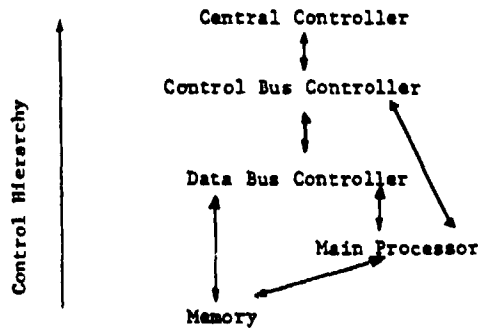 Central Controller
Control Bus Controller
Data Bus Controller
Main Processor
Memory
Control Hierarchy